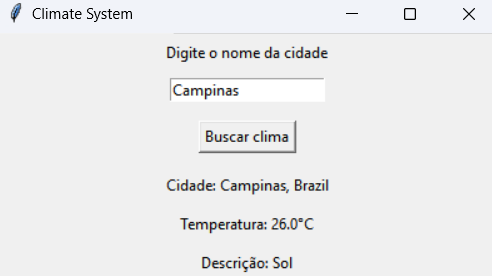 Climate System
Digite o nome da cidade
Campinas
Buscar clima
Cidade: Campinas, Brazil
Temperatura: 26.0°C
Descrição: Sol